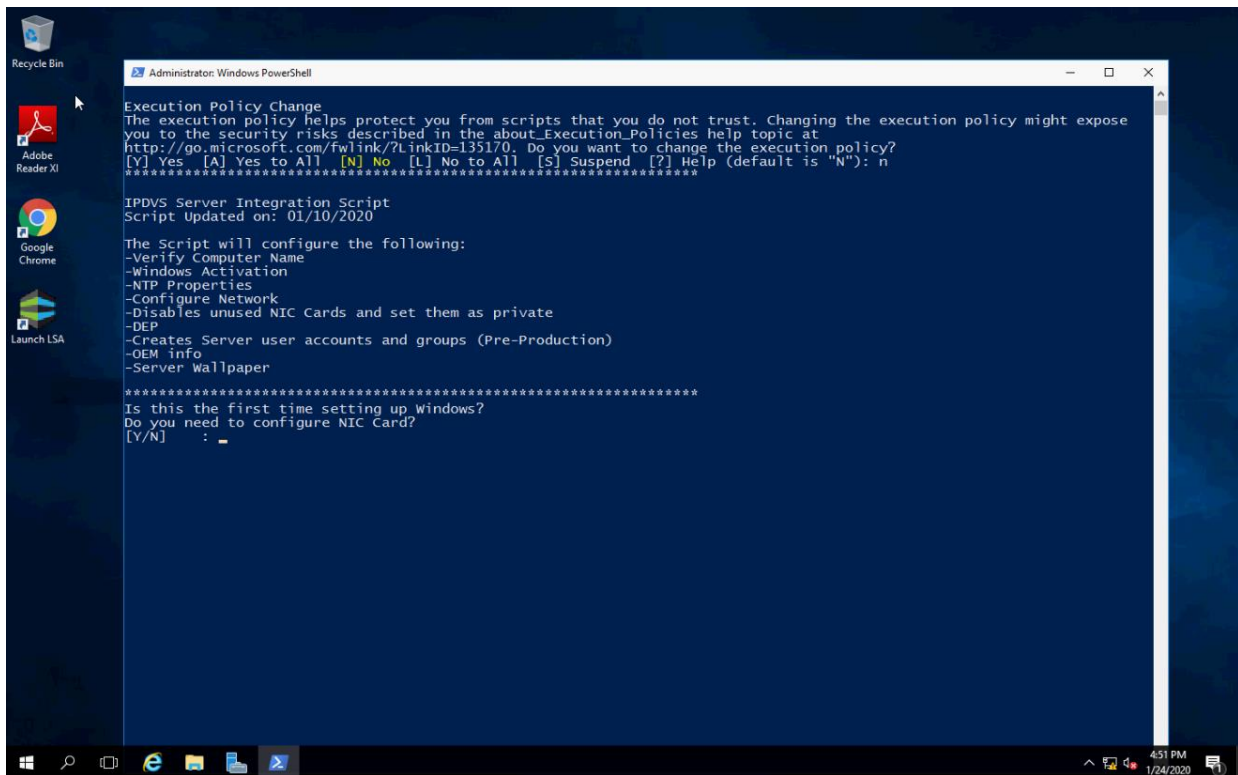 Recycle Bin
Adobe
Reader XI
Google
Chrome
Launch LSA
Administrator: Windows PowerShell
Execution Policy Change
The execution policy helps protect you from scripts that you do not trust. Changing the execution policy might expose
you to the security risks described in the about_Execution_Policies help topic at
http://go.microsoft.com/fwlink/?LinkID=135170. Do you want to change the execution policy?
[Y] Yes  [A] Yes to All  [N] No  [L] No to All  [S] Suspend  [?] Help (default is "N"): n
********************************************************************
IPDVS Server Integration Script
Script Updated on: 01/10/2020
The Script will configure the following:
-Verify Computer Name
-Windows Activation
-NTP Properties
-Configure Network
-Disables unused NIC Cards and set them as private
-DEP
-Creates Server user accounts and groups (Pre-Production)
-OEM info
-Server Wallpaper
********************************************************************
Is this the first time setting up Windows?
Do you need to configure NIC Card?
[Y/N]    : _
4:51 PM
1/24/2020
1